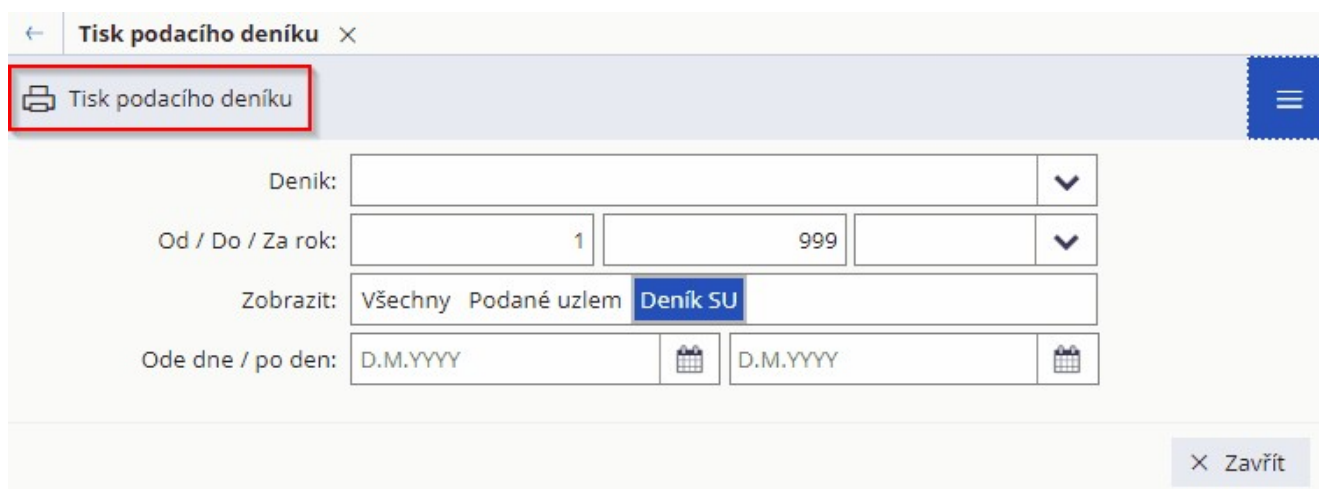 Tisk podacího deníku
Tisk podacího deníku
Denik:
Od / Do / Za rok: 1 999
Zobrazit: Všechny Podané uzlem Deník SU
Ode dne / po den: D.M.YYYY D.M.YYYY
Zavřít